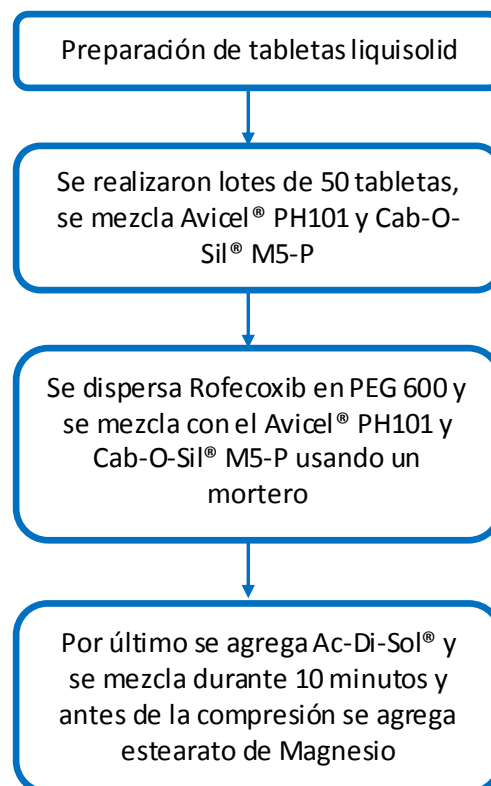 Preparación de tabletas liquisolid
Se realizaron lotes de 50 tabletas,
se mezcla Avicel® PH101 y Cab-O-
Sil® M5-P
Se dispersa Rofecoxib en PEG 600 y
se mezcla con el Avicel® PH101 y
Cab-O-Sil® M5-P usando un
mortero
Por último se agrega Ac-Di-Sol® y
se mezcla durante 10 minutos y
antes de la compresión se agrega
estearato de Magnesio